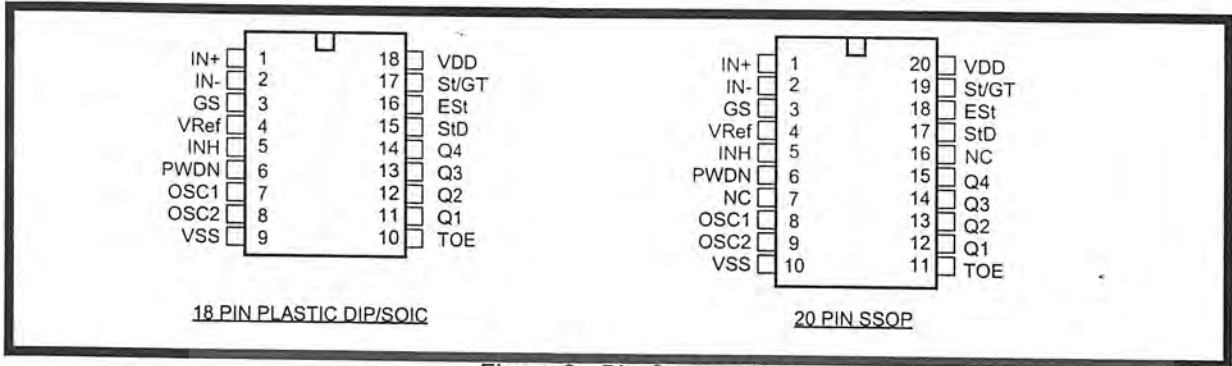 IN+ 1 18 VDD
IN- 2 17 St/GT
GS 3 16 ESt
VRef 4 15 StD
INH 5 14 Q4
PWDN 6 13 Q3
OSC1 7 12 Q2
OSC2 8 11 Q1
VSS 9 10 TOE
18 PIN PLASTIC DIP/SOIC
IN+ 1 20 VDD
IN- 2 19 St/GT
GS 3 18 ESt
VRef 4 17 StD
INH 5 16 NC
PWDN 6 15 Q4
NC 7 14 Q3
OSC1 8 13 Q2
OSC2 9 12 Q1
VSS 10 11 TOE
20 PIN SSOP